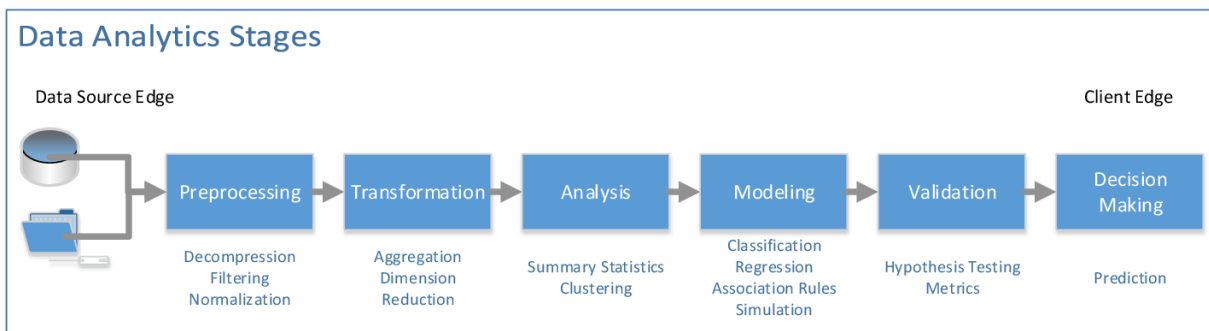 Data Analytics Stages
Data Source Edge
Client Edge
Preprocessing
Transformation
Analysis
Modeling
Validation
Decision
Making
Decompression
Filtering
Normalization
Aggregation
Dimension
Reduction
Summary Statistics
Clustering
Classification
Regression
Association Rules
Simulation
Hypothesis Testing
Metrics
Prediction